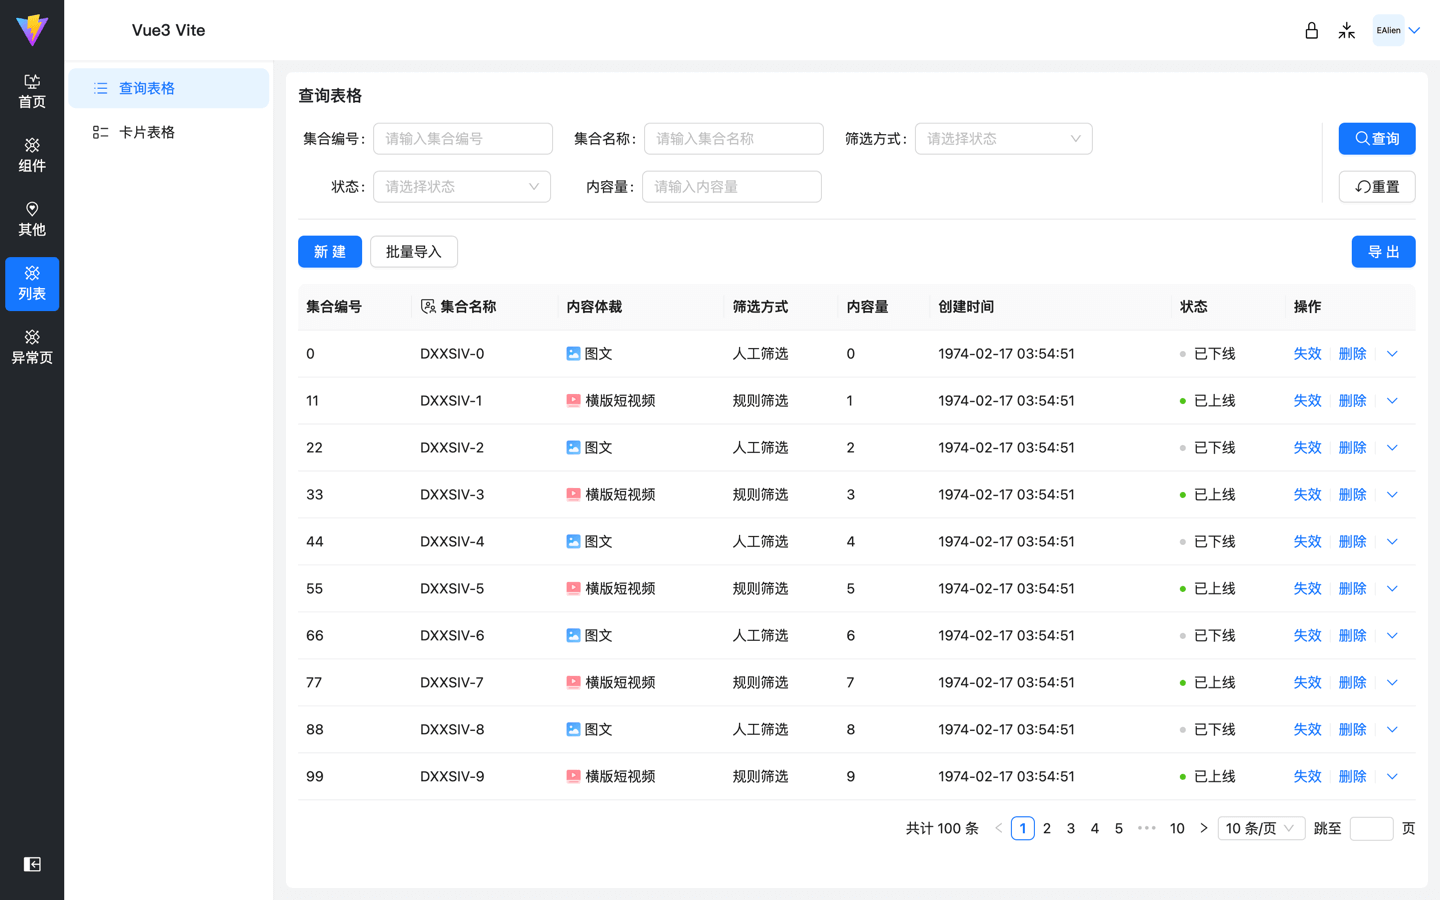 Vue3 Vite
EAlien
首页
组件
其他
列表
异常页
查询表格
卡片表格
查询表格
集合编号: 请输入集合编号 集合名称: 请输入集合名称 筛选方式: 请选择状态 查询
状态: 请选择状态 内容量: 请输入内容量 重置
新 建 批量导入 导 出
集合编号 集合名称 内容体裁 筛选方式 内容量 创建时间 状态 操作
0 DXXSIV-0 图文 人工筛选 0 1974-02-17 03:54:51 已下线 失效 删除
11 DXXSIV-1 横版短视频 规则筛选 1 1974-02-17 03:54:51 已上线 失效 删除
22 DXXSIV-2 图文 人工筛选 2 1974-02-17 03:54:51 已下线 失效 删除
33 DXXSIV-3 横版短视频 规则筛选 3 1974-02-17 03:54:51 已上线 失效 删除
44 DXXSIV-4 图文 人工筛选 4 1974-02-17 03:54:51 已下线 失效 删除
55 DXXSIV-5 横版短视频 规则筛选 5 1974-02-17 03:54:51 已上线 失效 删除
66 DXXSIV-6 图文 人工筛选 6 1974-02-17 03:54:51 已下线 失效 删除
77 DXXSIV-7 横版短视频 规则筛选 7 1974-02-17 03:54:51 已上线 失效 删除
88 DXXSIV-8 图文 人工筛选 8 1974-02-17 03:54:51 已下线 失效 删除
99 DXXSIV-9 横版短视频 规则筛选 9 1974-02-17 03:54:51 已上线 失效 删除
共计 100 条 1 2 3 4 5 ••• 10 10 条/页 跳至 页